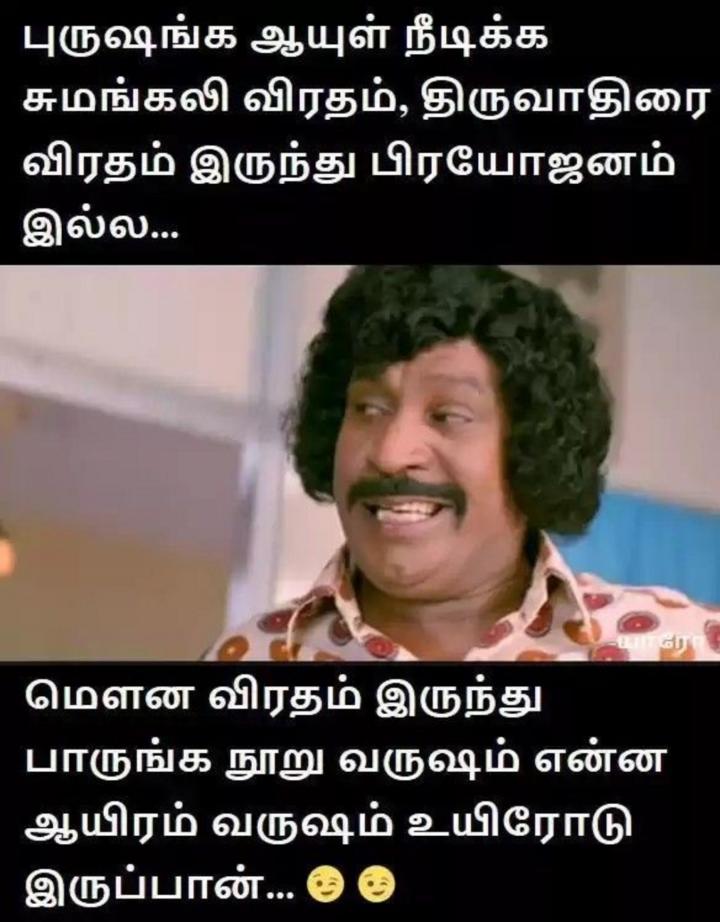 புருஷங்க ஆயுள் நீடிக்க
சுமங்கலி விரதம், திருவாதிரை
விரதம் இருந்து பிரயோஜனம்
இல்ல...
யாரோ
மௌன விரதம் இருந்து
பாருங்க நூறு வருஷம் என்ன
ஆயிரம் வருஷம் உயிரோடு
இருப்பான்... 😉 😉